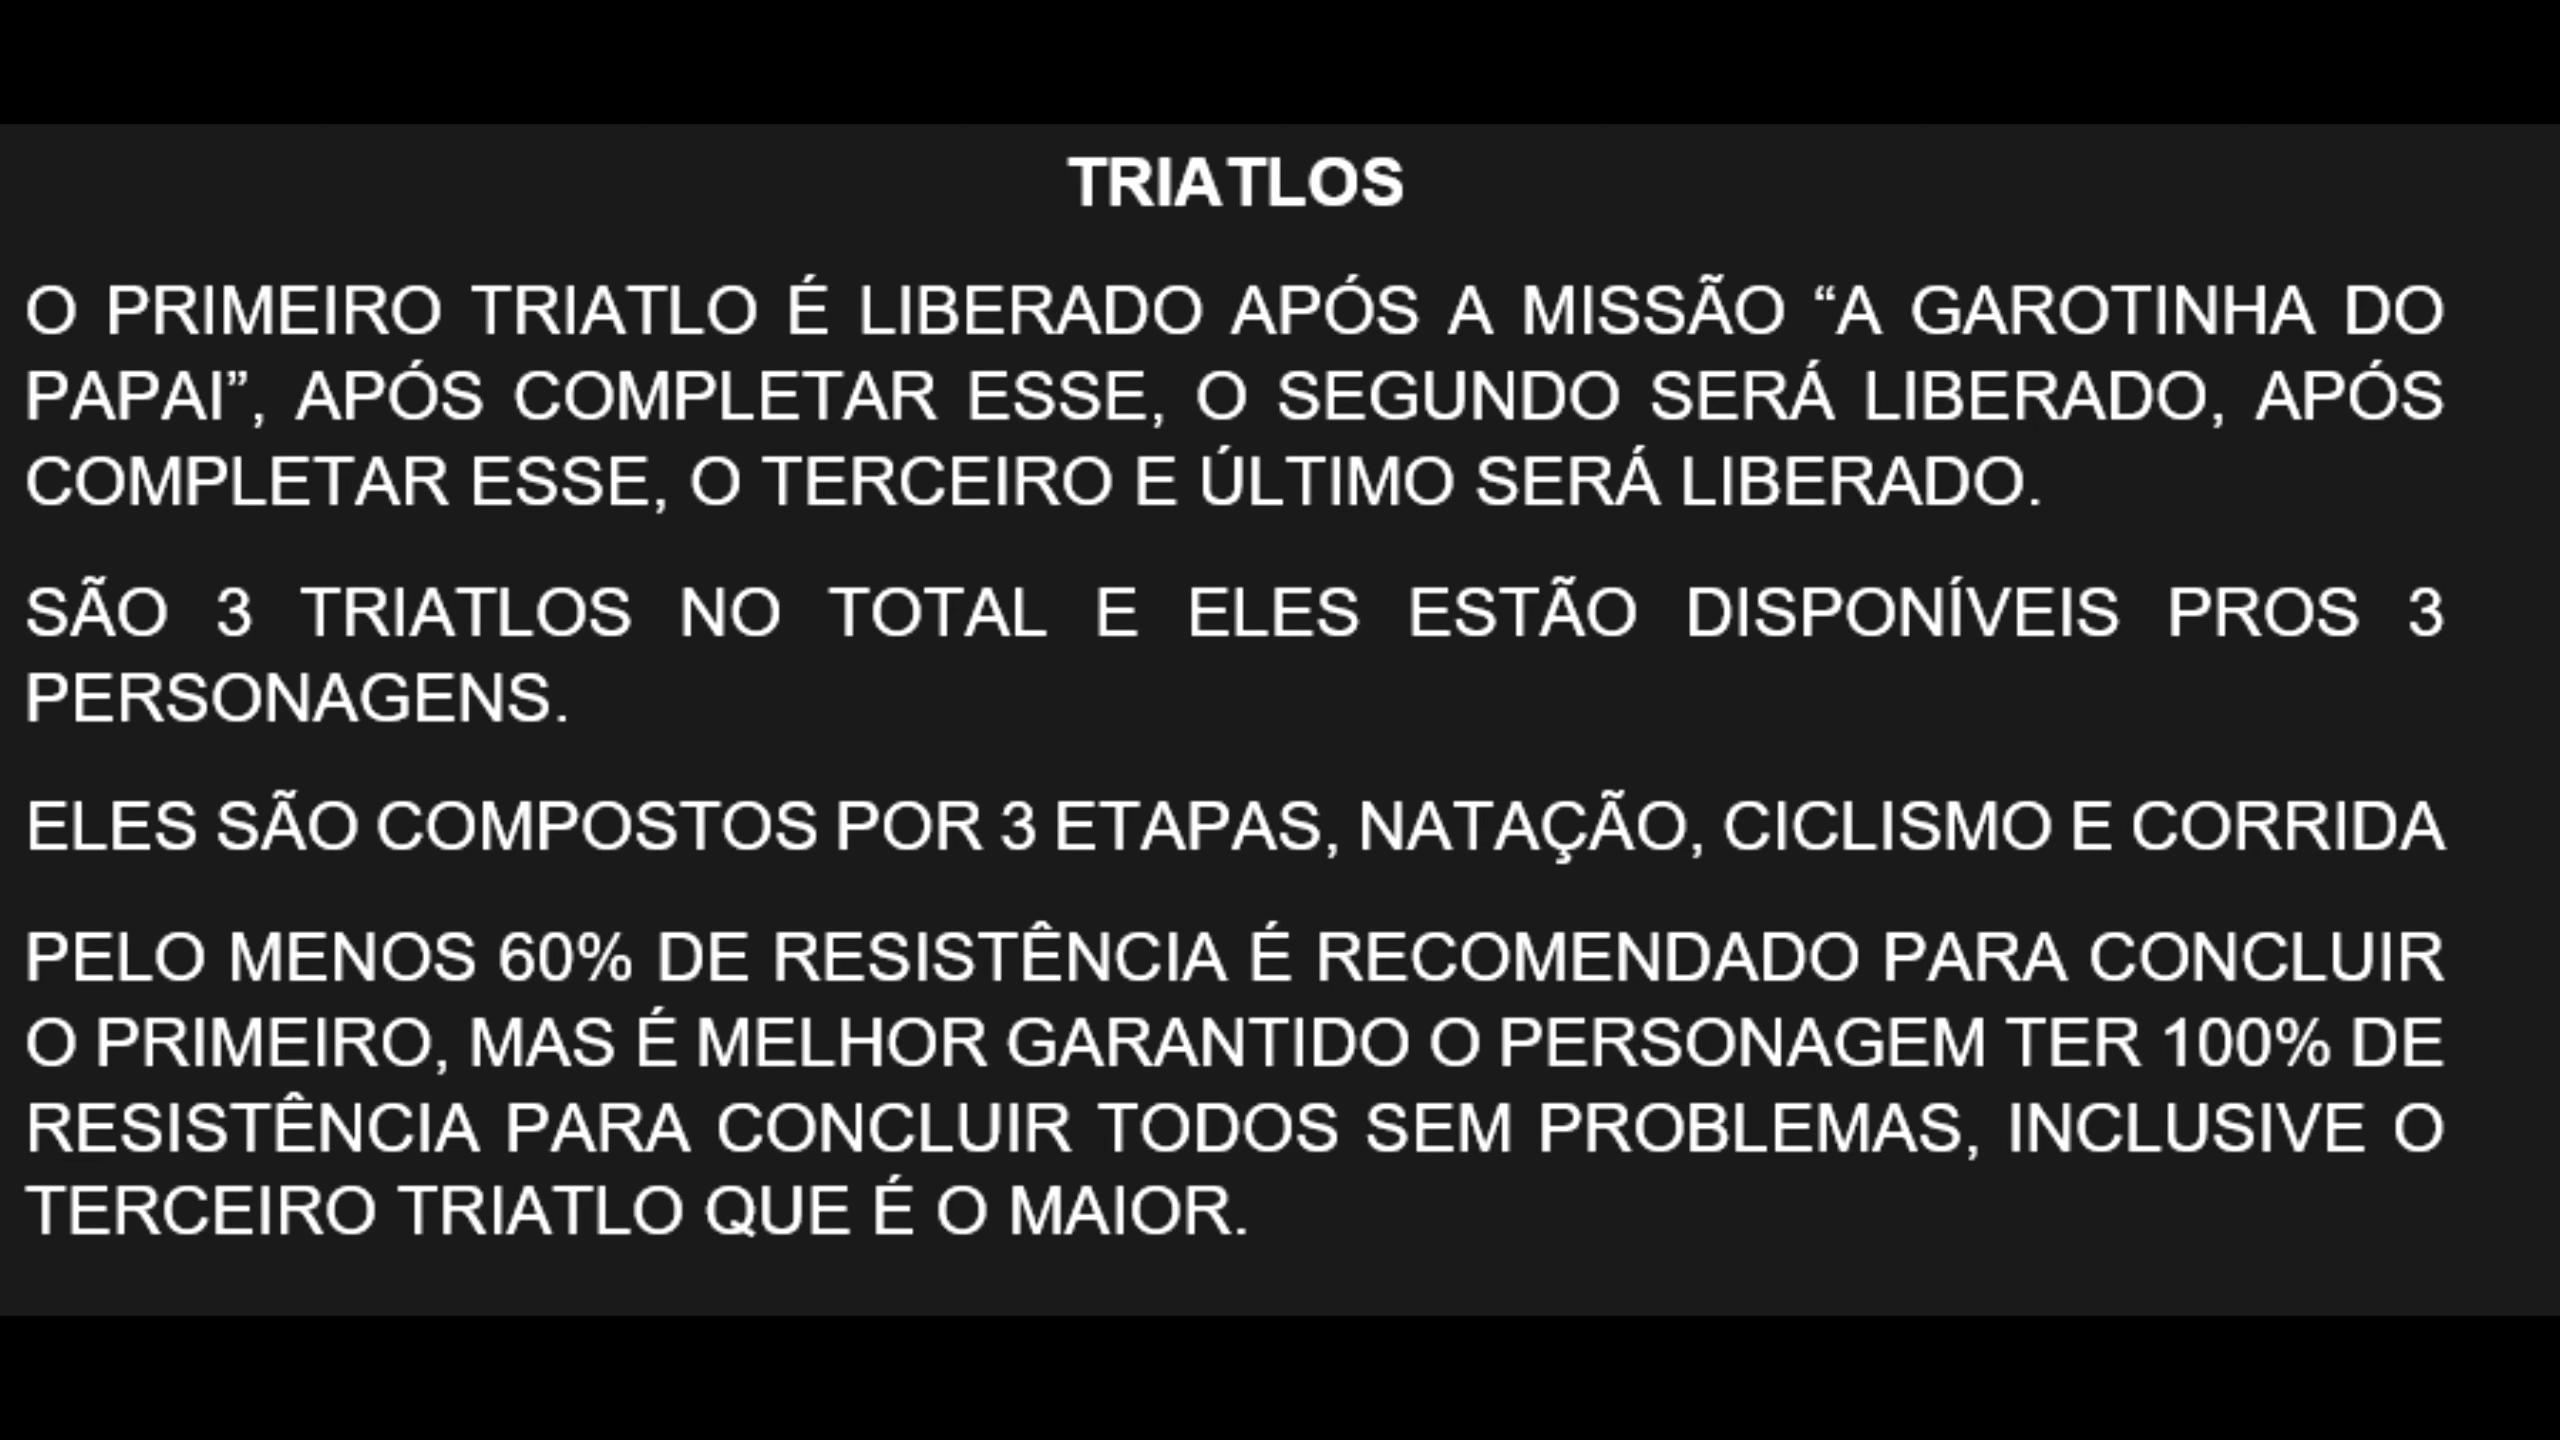 TRIATLOS
O PRIMEIRO TRIATLO É LIBERADO APÓS A MISSÃO “A GAROTINHA DO
PAPAI”, APÓS COMPLETAR ESSE, O SEGUNDO SERÁ LIBERADO, APÓS
COMPLETAR ESSE, O TERCEIRO E ÚLTIMO SERÁ LIBERADO.
SÃO 3 TRIATLOS NO TOTAL E ELES ESTÃO DISPONÍVEIS PROS 3
PERSONAGENS.
ELES SÃO COMPOSTOS POR 3 ETAPAS, NATAÇÃO, CICLISMO E CORRIDA
PELO MENOS 60% DE RESISTÊNCIA É RECOMENDADO PARA CONCLUIR
O PRIMEIRO, MAS É MELHOR GARANTIDO O PERSONAGEM TER 100% DE
RESISTÊNCIA PARA CONCLUIR TODOS SEM PROBLEMAS, INCLUSIVE O
TERCEIRO TRIATLO QUE É O MAIOR.